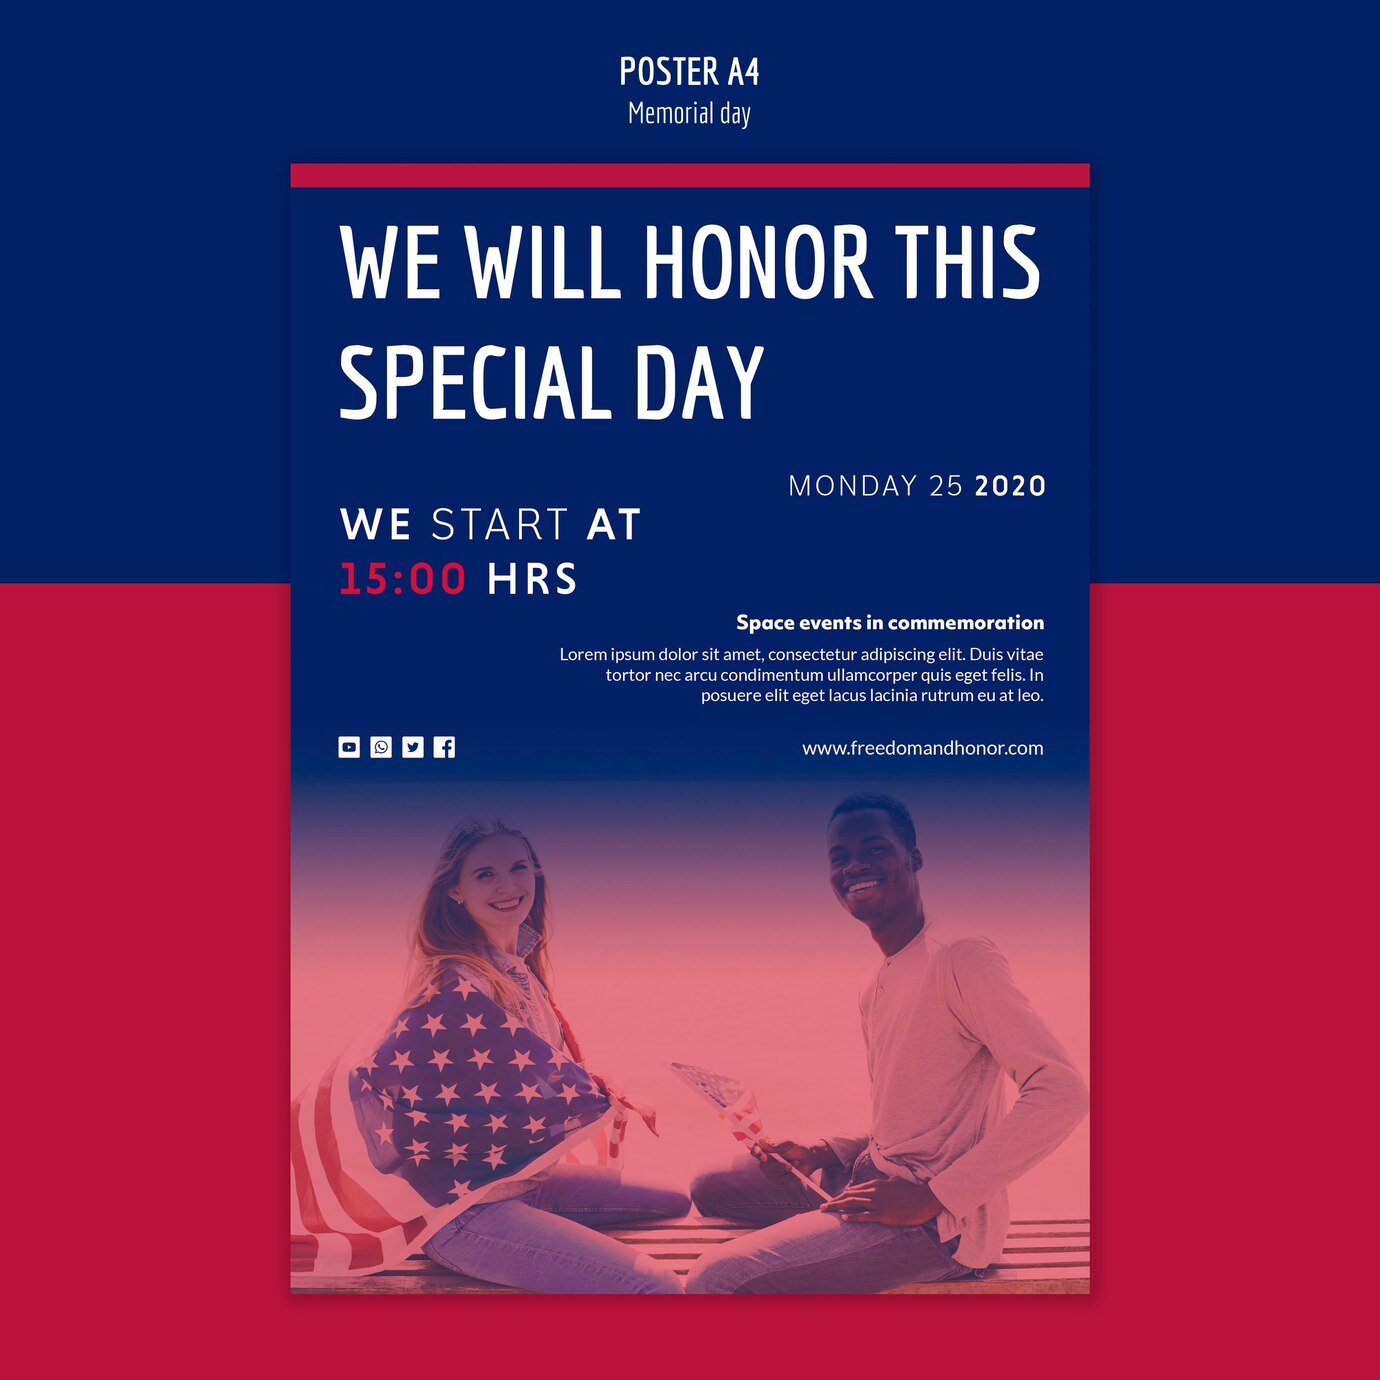 POSTER A4
Memorial day
WE WILL HONOR THIS
SPECIAL DAY
MONDAY 25 2020
WE START AT
15:00 HRS
Space events in commemoration
Lorem ipsum dolor sit amet, consectetur adipiscing elit. Duis vitae
tortor nec arcu condimentum ullamcorper quis eget felis. In
posuere elit eget lacus lacinia rutrum eu at leo.
www.freedomandhonor.com